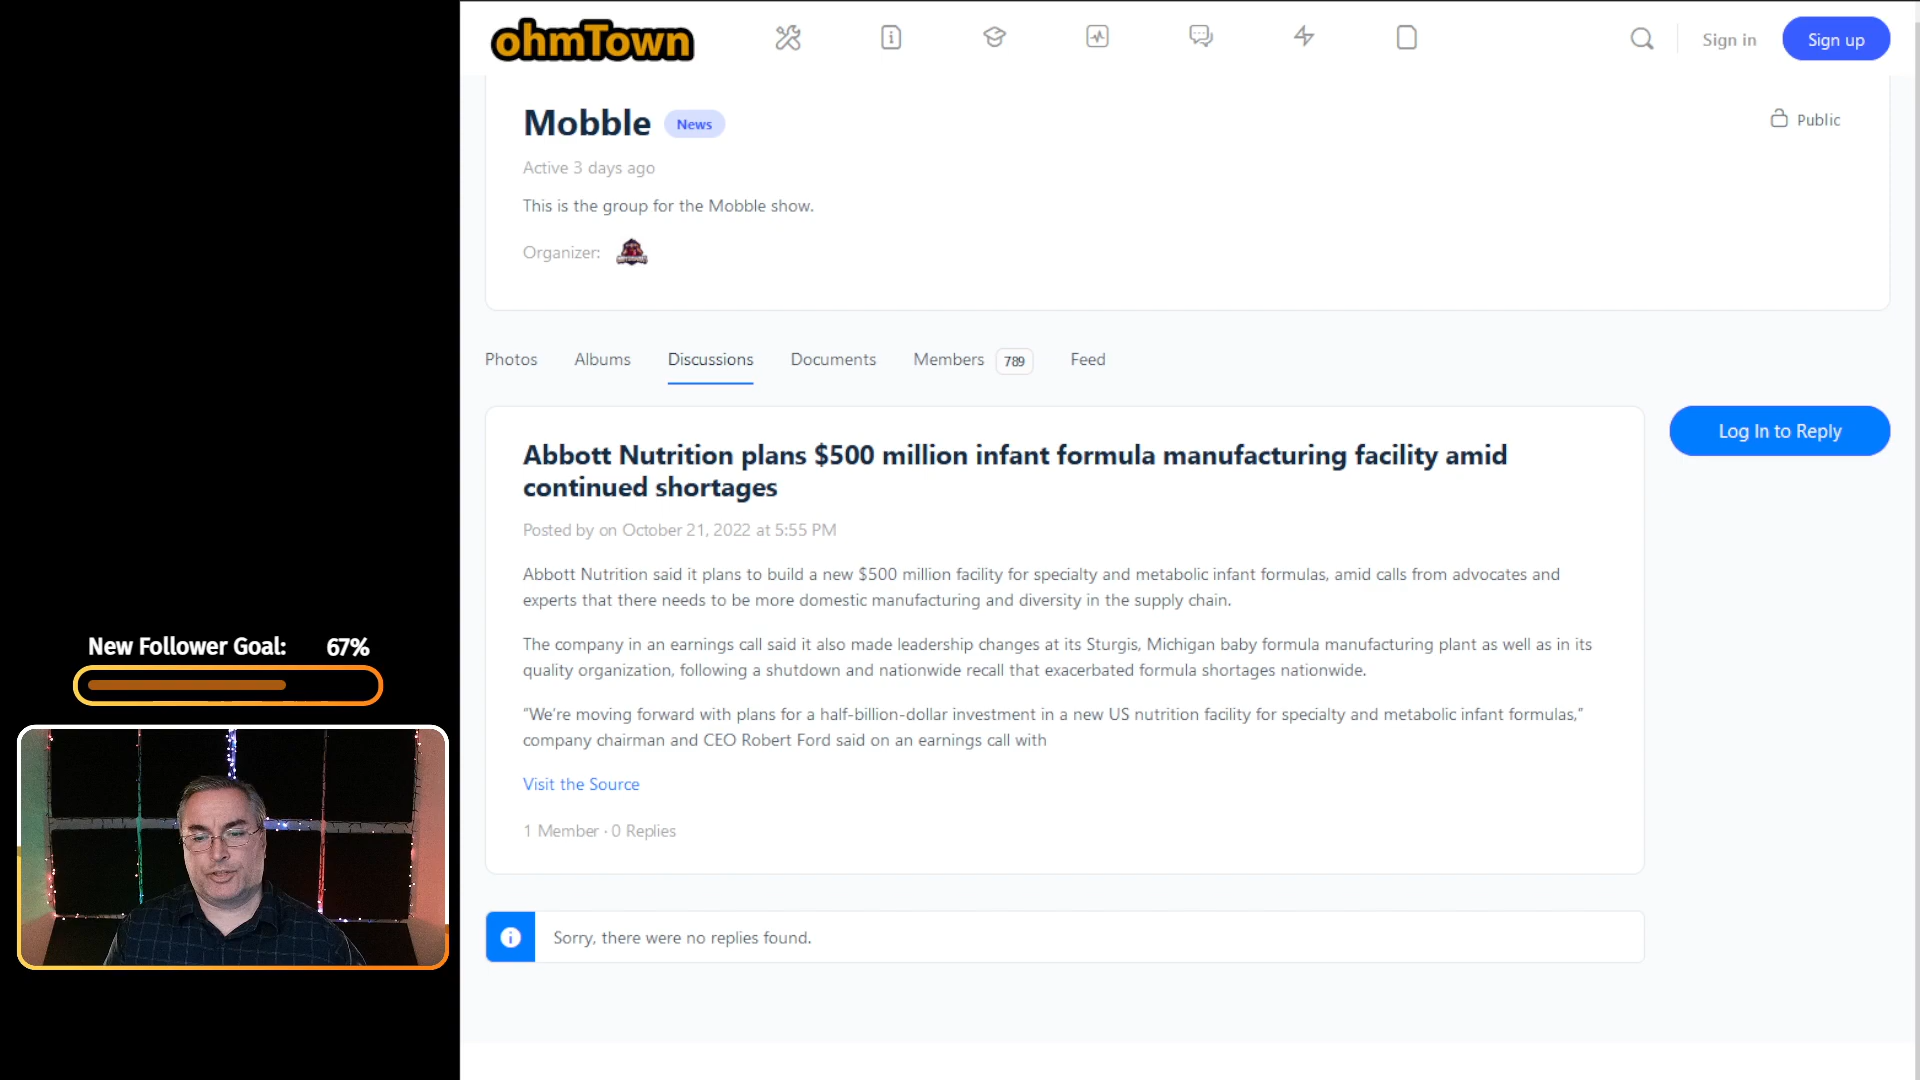 ohmTown
Sign in
Sign up
Mobble
News
Public
Active 3 days ago
This is the group for the Mobble show.
Organizer:
Photos
Albums
Discussions
Documents
Members
789
Feed
Abbott Nutrition plans $500 million infant formula manufacturing facility amid
continued shortages
Log In to Reply
Posted by on October 21, 2022 at 5:55 PM
Abbott Nutrition said it plans to build a new $500 million facility for specialty and metabolic infant formulas, amid calls from advocates and
experts that there needs to be more domestic manufacturing and diversity in the supply chain.
The company in an earnings call said it also made leadership changes at its Sturgis, Michigan baby formula manufacturing plant as well as in its
quality organization, following a shutdown and nationwide recall that exacerbated formula shortages nationwide.
“We’re moving forward with plans for a half-billion-dollar investment in a new US nutrition facility for specialty and metabolic infant formulas,”
company chairman and CEO Robert Ford said on an earnings call with
Visit the Source
1 Member · 0 Replies
Sorry, there were no replies found.
New Follower Goal: 67%